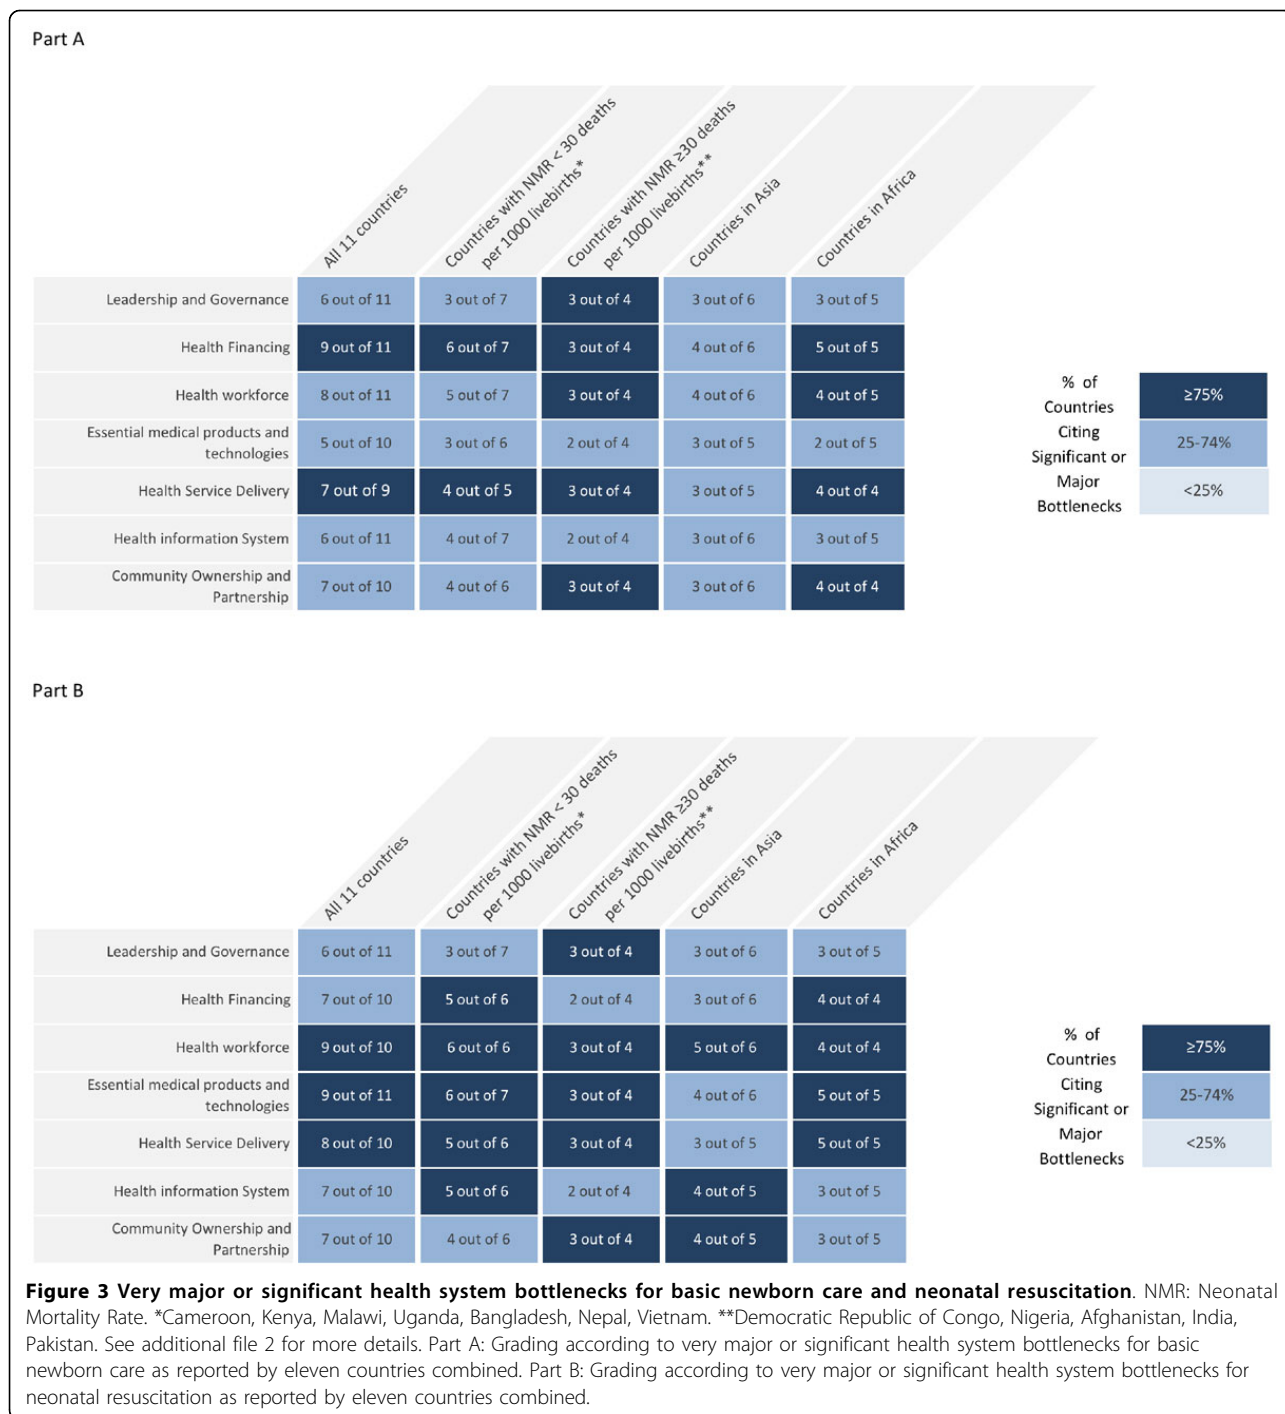 Part A
All 11 countries
Countries with NMR < 30 deaths
per 1000 livebirths*
Countries with NMR ≥30 deaths
per 1000 livebirths**
Countries in Asia
Countries in Africa
Leadership and Governance 6 out of 11 3 out of 7 3 out of 4 3 out of 6 3 out of 5
Health Financing 9 out of 11 6 out of 7 3 out of 4 4 out of 6 5 out of 5
Health workforce 8 out of 11 5 out of 7 3 out of 4 4 out of 6 4 out of 5
Essential medical products and
technologies 5 out of 10 3 out of 6 2 out of 4 3 out of 5 2 out of 5
Health Service Delivery 7 out of 9 4 out of 5 3 out of 4 3 out of 5 4 out of 4
Health information System 6 out of 11 4 out of 7 2 out of 4 3 out of 6 3 out of 5
Community Ownership and
Partnership 7 out of 10 4 out of 6 3 out of 4 3 out of 6 4 out of 4
% of
Countries
Citing
Significant or
Major
Bottlenecks
≥75%
25-74%
<25%
Part B
All 11 countries
Countries with NMR < 30 deaths
per 1000 livebirths*
Countries with NMR ≥30 deaths
per 1000 livebirths**
Countries in Asia
Countries in Africa
Leadership and Governance 6 out of 11 3 out of 7 3 out of 4 3 out of 6 3 out of 5
Health Financing 7 out of 10 5 out of 6 2 out of 4 3 out of 6 4 out of 4
Health workforce 9 out of 10 6 out of 6 3 out of 4 5 out of 6 4 out of 4
Essential medical products and
technologies 9 out of 11 6 out of 7 3 out of 4 4 out of 6 5 out of 5
Health Service Delivery 8 out of 10 5 out of 6 3 out of 4 3 out of 5 5 out of 5
Health information System 7 out of 10 5 out of 6 2 out of 4 4 out of 5 3 out of 5
Community Ownership and
Partnership 7 out of 10 4 out of 6 3 out of 4 4 out of 5 3 out of 5
% of
Countries
Citing
Significant or
Major
Bottlenecks
≥75%
25-74%
<25%
Figure 3 Very major or significant health system bottlenecks for basic newborn care and neonatal resuscitation. NMR: Neonatal
Mortality Rate. *Cameroon, Kenya, Malawi, Uganda, Bangladesh, Nepal, Vietnam. **Democratic Republic of Congo, Nigeria, Afghanistan, India,
Pakistan. See additional file 2 for more details. Part A: Grading according to very major or significant health system bottlenecks for basic
newborn care as reported by eleven countries combined. Part B: Grading according to very major or significant health system bottlenecks for
neonatal resuscitation as reported by eleven countries combined.